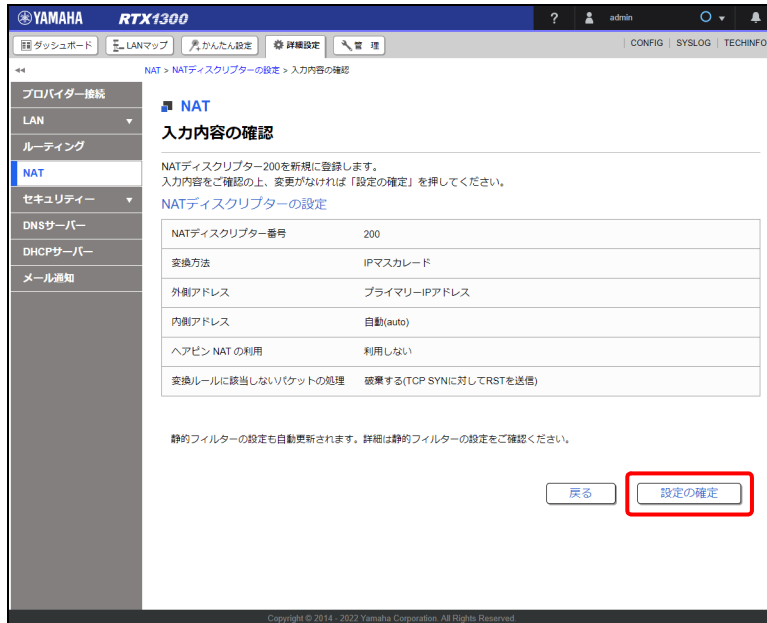 YAMAHA RTX1300 ? admin
ダッシュボード LANマップ かんたん設定 詳細設定 管 理 CONFIG SYSLOG TECHINFO
NAT > NATディスクリプターの設定 > 入力内容の確認
プロバイダー接続
LAN
ルーティング
NAT
セキュリティー
DNSサーバー
DHCPサーバー
メール通知
NAT
入力内容の確認
NATディスクリプター200を新規に登録します。
入力内容をご確認の上、変更がなければ「設定の確定」を押してください。
NATディスクリプターの設定
NATディスクリプター番号 200
変換方法 IPマスカレード
外側アドレス プライマリーIPアドレス
内側アドレス 自動(auto)
ヘアピン NAT の利用 利用しない
変換ルールに該当しないパケットの処理 破棄する(TCP SYNに対してRSTを送信)
静的フィルターの設定も自動更新されます。詳細は静的フィルターの設定をご確認ください。
戻る 設定の確定
Copyright © 2014 - 2022 Yamaha Corporation. All Rights Reserved.